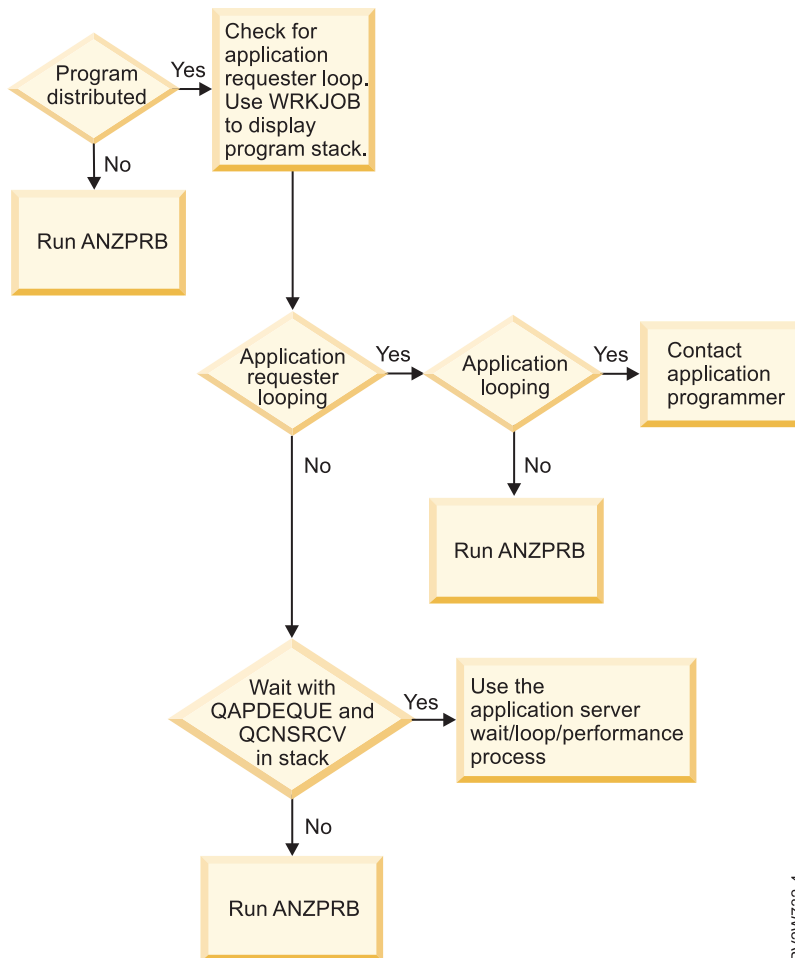 Program
distributed
Yes
Check for
application
requester loop.
Use WRKJOB
to display
program stack.
No
Run ANZPRB
Application
requester
looping
Yes
Application
looping
Yes
Contact
application
programmer
No
No
Run ANZPRB
Wait with
QAPDEQUE and
QCNSRCV
in stack
Yes
Use the
application server
wait/loop/performance
process
No
Run ANZPRB